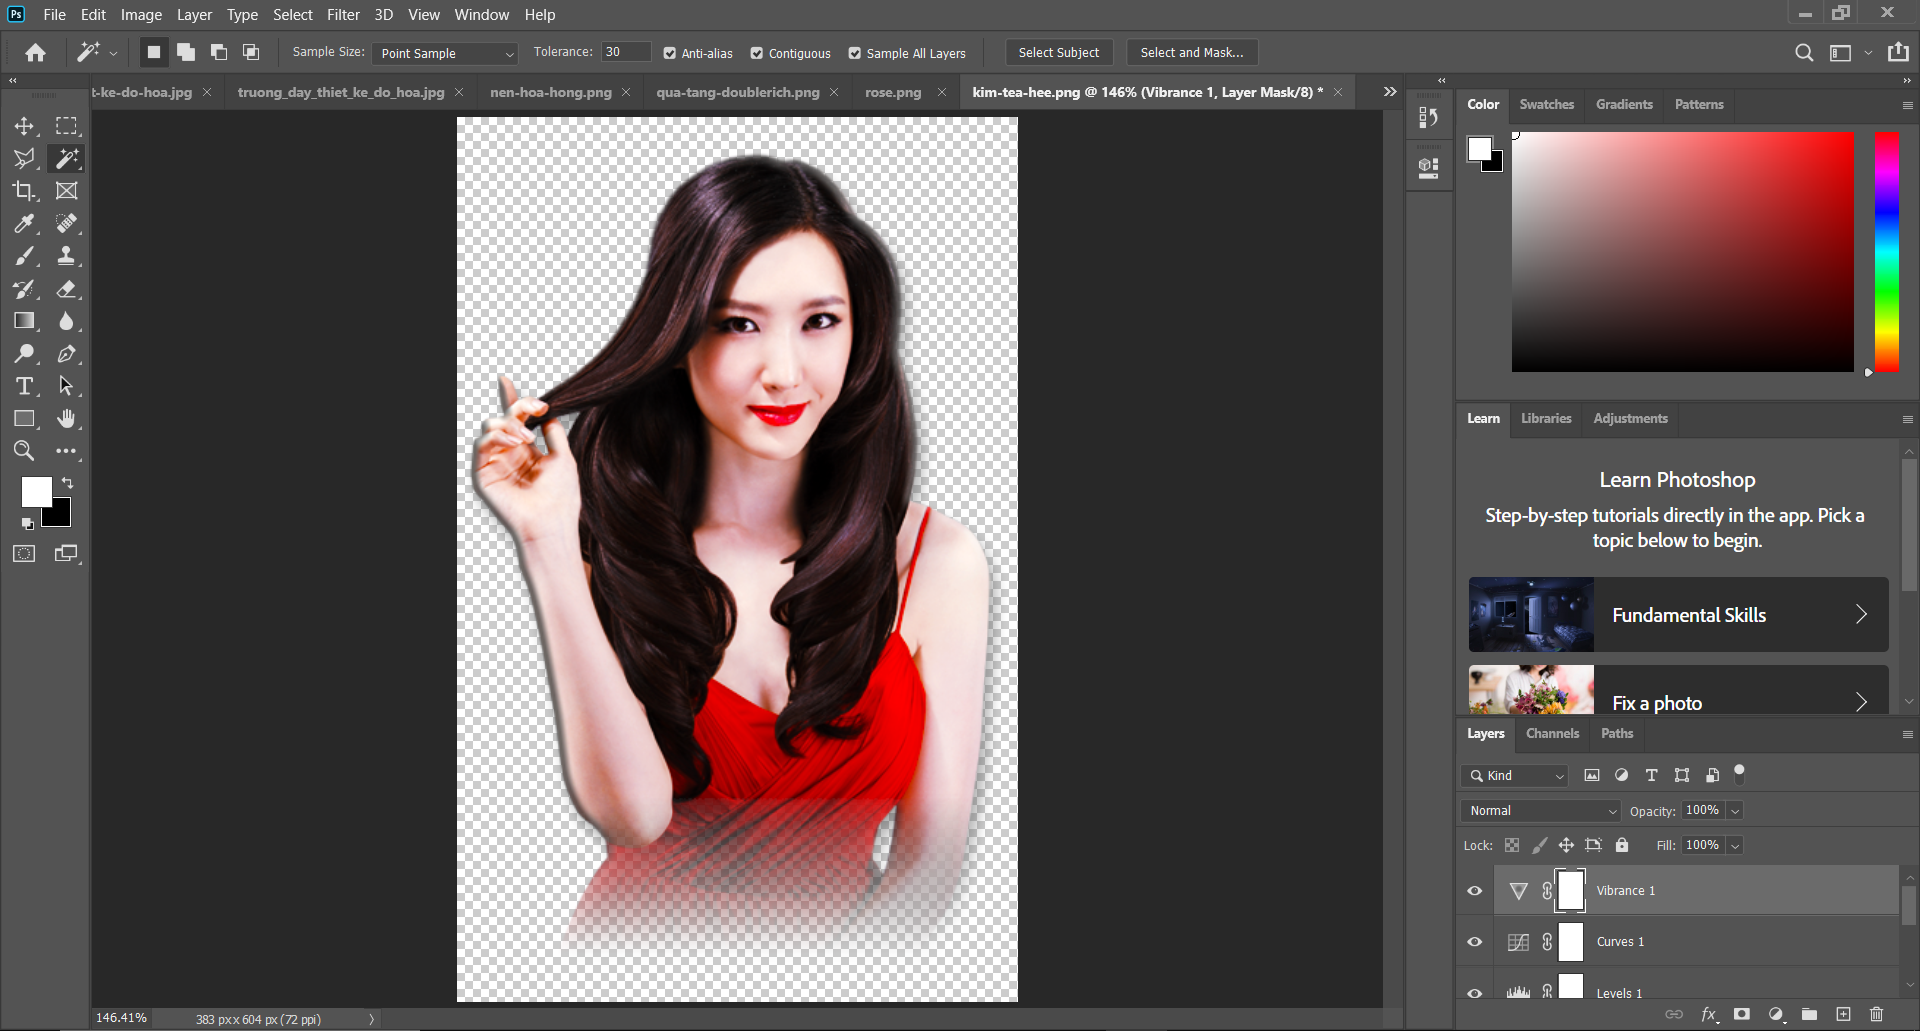 Ps File Edit Image Layer Type Select Filter 3D View Window Help
Sample Size: Point Sample Tolerance: 30 Anti-alias Contiguous Sample All Layers Select Subject Select and Mask...
t-ke-do-hoa.jpg truong_day_thiet_ke_do_hoa.jpg nen-hoa-hong.png qua-tang-doublerich.png rose.png kim-tea-hee.png @ 146% (Vibrance 1, Layer Mask/8) *
Color Swatches Gradients Patterns
Learn Libraries Adjustments
Learn Photoshop
Step-by-step tutorials directly in the app. Pick a
topic below to begin.
Fundamental Skills
Fix a photo
Layers Channels Paths
Kind
Normal Opacity: 100%
Lock: Fill: 100%
Vibrance 1
Curves 1
Levels 1
fx
146.41% 383 px x 604 px (72 ppi)